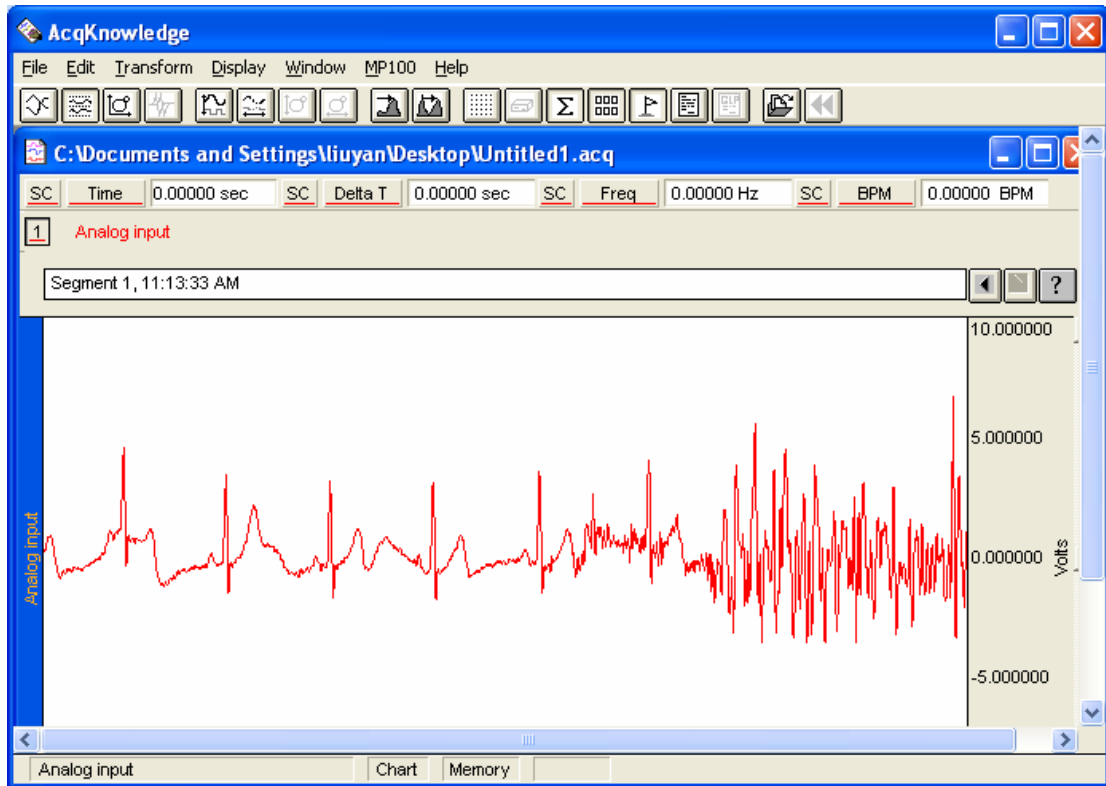 AcqKnowledge
File Edit Transform Display Window MP100 Help
Σ
C:\Documents and Settings\liuyan\Desktop\Untitled1.acq
SC Time 0.00000 sec SC Delta T 0.00000 sec SC Freq 0.00000 Hz SC BPM 0.00000 BPM
1 Analog input
Segment 1, 11:13:33 AM ?
10.000000
5.000000
0.000000
-5.000000
Volts
Analog input
Analog input Chart Memory